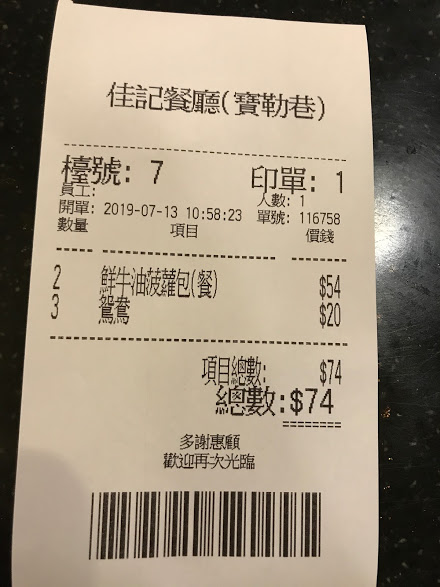 佳記餐廳(寶勒巷)
檯號: 7 印單: 1
員工: 人數: 1
開單: 2019-07-13 10:58:23 單號: 116758
數量 項目 價錢
2 鮮牛油菠蘿包(餐) $54
3 鴛鴦 $20
項目總數: $74
總數:$74
多謝惠顧
歡迎再次光臨